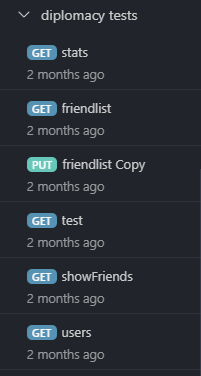 diplomacy tests
GET stats
2 months ago
GET friendlist
2 months ago
PUT friendlist Copy
2 months ago
GET test
2 months ago
GET showFriends
2 months ago
GET users
2 months ago